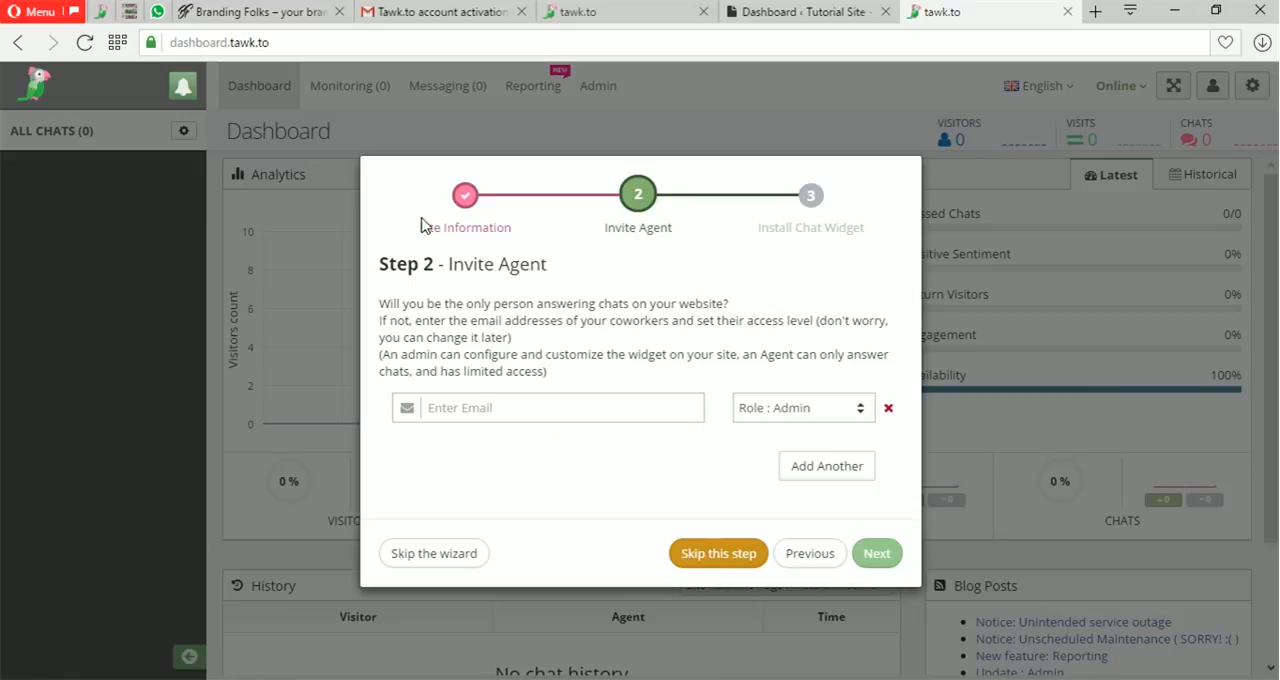 Menu
Branding Folks – your bran
Tawk.to account activation
tawk.to
Dashboard ‹ Tutorial Site -
tawk.to
dashboard.tawk.to
Dashboard
Monitoring (0)
Messaging (0)
Reporting
NEW
Admin
English
Online
ALL CHATS (0)
Dashboard
VISITORS
0
VISITS
0
CHATS
0
Analytics
Latest
Historical
10
8
6
4
2
0
Visitors count
2
3
te Information
Invite Agent
Install Chat Widget
Step 2 - Invite Agent
Will you be the only person answering chats on your website?
If not, enter the email addresses of your coworkers and set their access level (don't worry,
you can change it later)
(An admin can configure and customize the widget on your site, an Agent can only answer
chats, and has limited access)
Enter Email
Role : Admin
Add Another
Skip the wizard
Skip this step
Previous
Next
ssed Chats
0/0
sitive Sentiment
0%
turn Visitors
0%
gagement
0%
ailability
100%
0 %
VISITO
0 %
CHATS
History
Visitor
Agent
Time
No chat history
Blog Posts
Notice: Unintended service outage
Notice: Unscheduled Maintenance ( SORRY! :( )
New feature: Reporting
Update : Admin